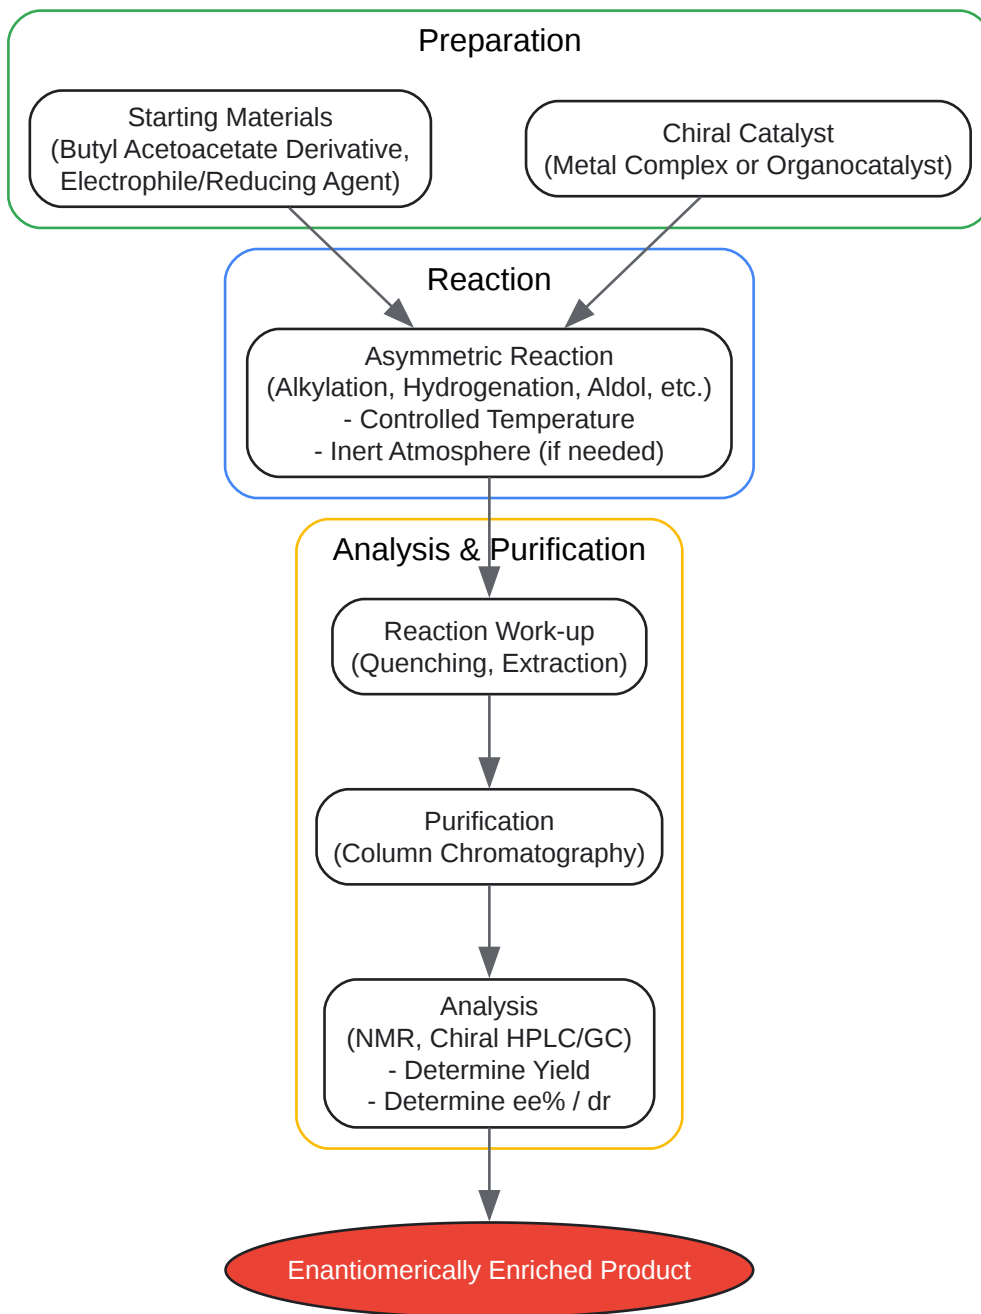 Preparation
Starting Materials
(Butyl Acetoacetate Derivative,
Electrophile/Reducing Agent)
Chiral Catalyst
(Metal Complex or Organocatalyst)
Reaction
Asymmetric Reaction
(Alkylation, Hydrogenation, Aldol, etc.)
- Controlled Temperature
- Inert Atmosphere (if needed)
Analysis & Purification
Reaction Work-up
(Quenching, Extraction)
Purification
(Column Chromatography)
Analysis
(NMR, Chiral HPLC/GC)
- Determine Yield
- Determine ee% / dr
Enantiomerically Enriched Product